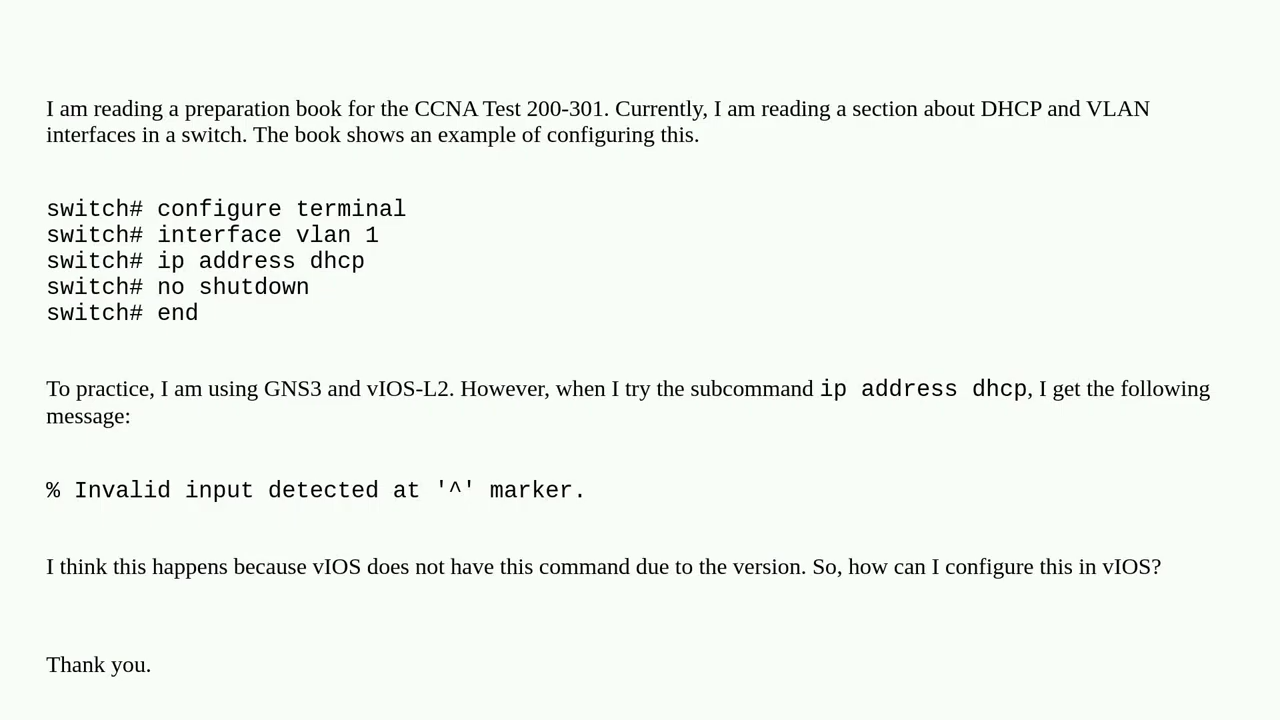 I am reading a preparation book for the CCNA Test 200-301. Currently, I am reading a section about DHCP and VLAN
interfaces in a switch. The book shows an example of configuring this.
switch# configure terminal
switch# interface vlan 1
switch# ip address dhcp
switch# no shutdown
switch# end
To practice, I am using GNS3 and vIOS-L2. However, when I try the subcommand ip address dhcp, I get the following
message:
% Invalid input detected at '^' marker.
I think this happens because vIOS does not have this command due to the version. So, how can I configure this in vIOS?
Thank you.